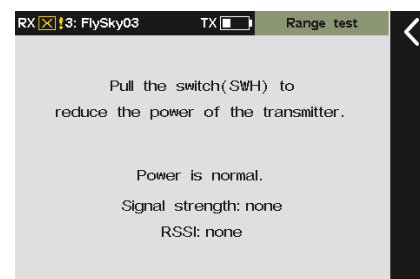 RX !3: FlySky03 TX Range test
Pull the switch(SWH) to
reduce the power of the transmitter.
Power is normal.
Signal strength: none
RSSI: none